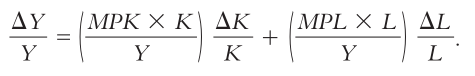 ΔY/Y = (MPK × K / Y) ΔK/K + (MPL × L / Y) ΔL/L.